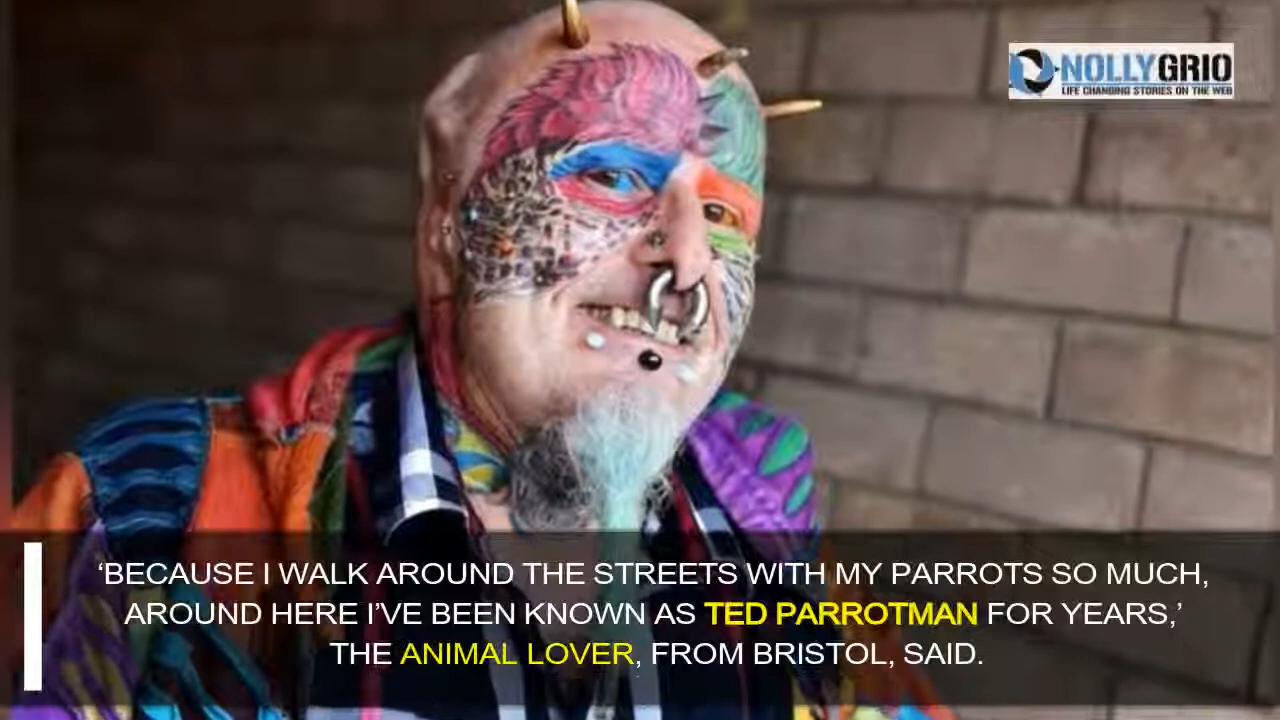 NOLLYGRIO
LIFE CHANGING STORIES ON THE WEB
‘BECAUSE I WALK AROUND THE STREETS WITH MY PARROTS SO MUCH,
AROUND HERE I’VE BEEN KNOWN AS TED PARROTMAN FOR YEARS,’
THE ANIMAL LOVER, FROM BRISTOL, SAID.